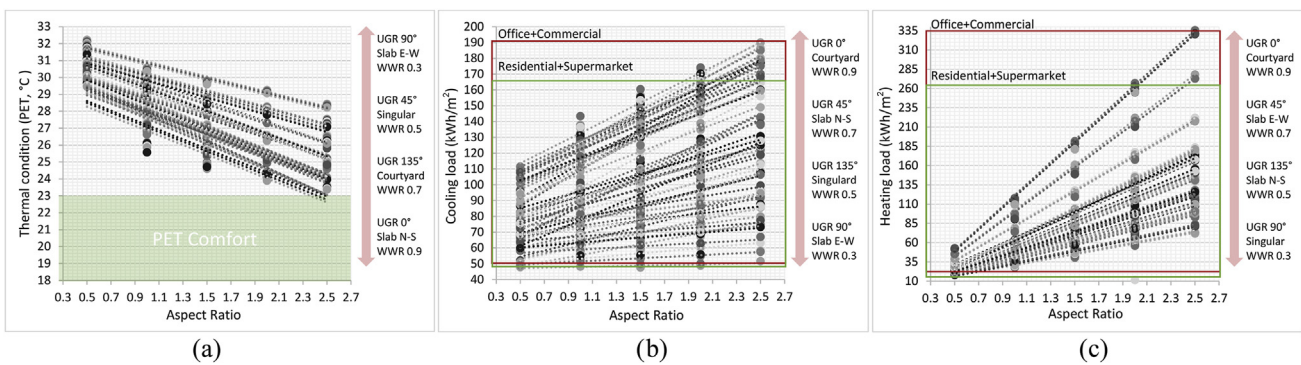 33
32
31
30
29
28
27
26
25
24
23
22
21
20
19
18
Thermal condition (PET, °C)
PET Comfort
0.3 0.5 0.7 0.9 1.1 1.3 1.5 1.7 1.9 2.1 2.3 2.5 2.7
Aspect Ratio
UGR 90°
Slab E-W
WWR 0.3
UGR 45°
Singular
WWR 0.5
UGR 135°
Courtyard
WWR 0.7
UGR 0°
Slab N-S
WWR 0.9
(a)
200
190
180
170
160
150
140
130
120
110
100
90
80
70
60
50
40
Cooling load (kWh/m²)
Office+Commercial
Residential+Supermarket
0.3 0.5 0.7 0.9 1.1 1.3 1.5 1.7 1.9 2.1 2.3 2.5 2.7
Aspect Ratio
UGR 0°
Courtyard
WWR 0.9
UGR 45°
Slab N-S
WWR 0.7
UGR 135°
Singulard
WWR 0.5
UGR 90°
Slab E-W
WWR 0.3
(b)
335
310
285
260
235
210
185
160
135
110
85
60
35
10
Heating load (kWh/m²)
Office+Commercial
Residential+Supermarket
0.3 0.5 0.7 0.9 1.1 1.3 1.5 1.7 1.9 2.1 2.3 2.5 2.7
Aspect Ratio
UGR 0°
Courtyard
WWR 0.9
UGR 45°
Slab E-W
WWR 0.7
UGR 135°
Slab N-S
WWR 0.5
UGR 90°
Singular
WWR 0.3
(c)